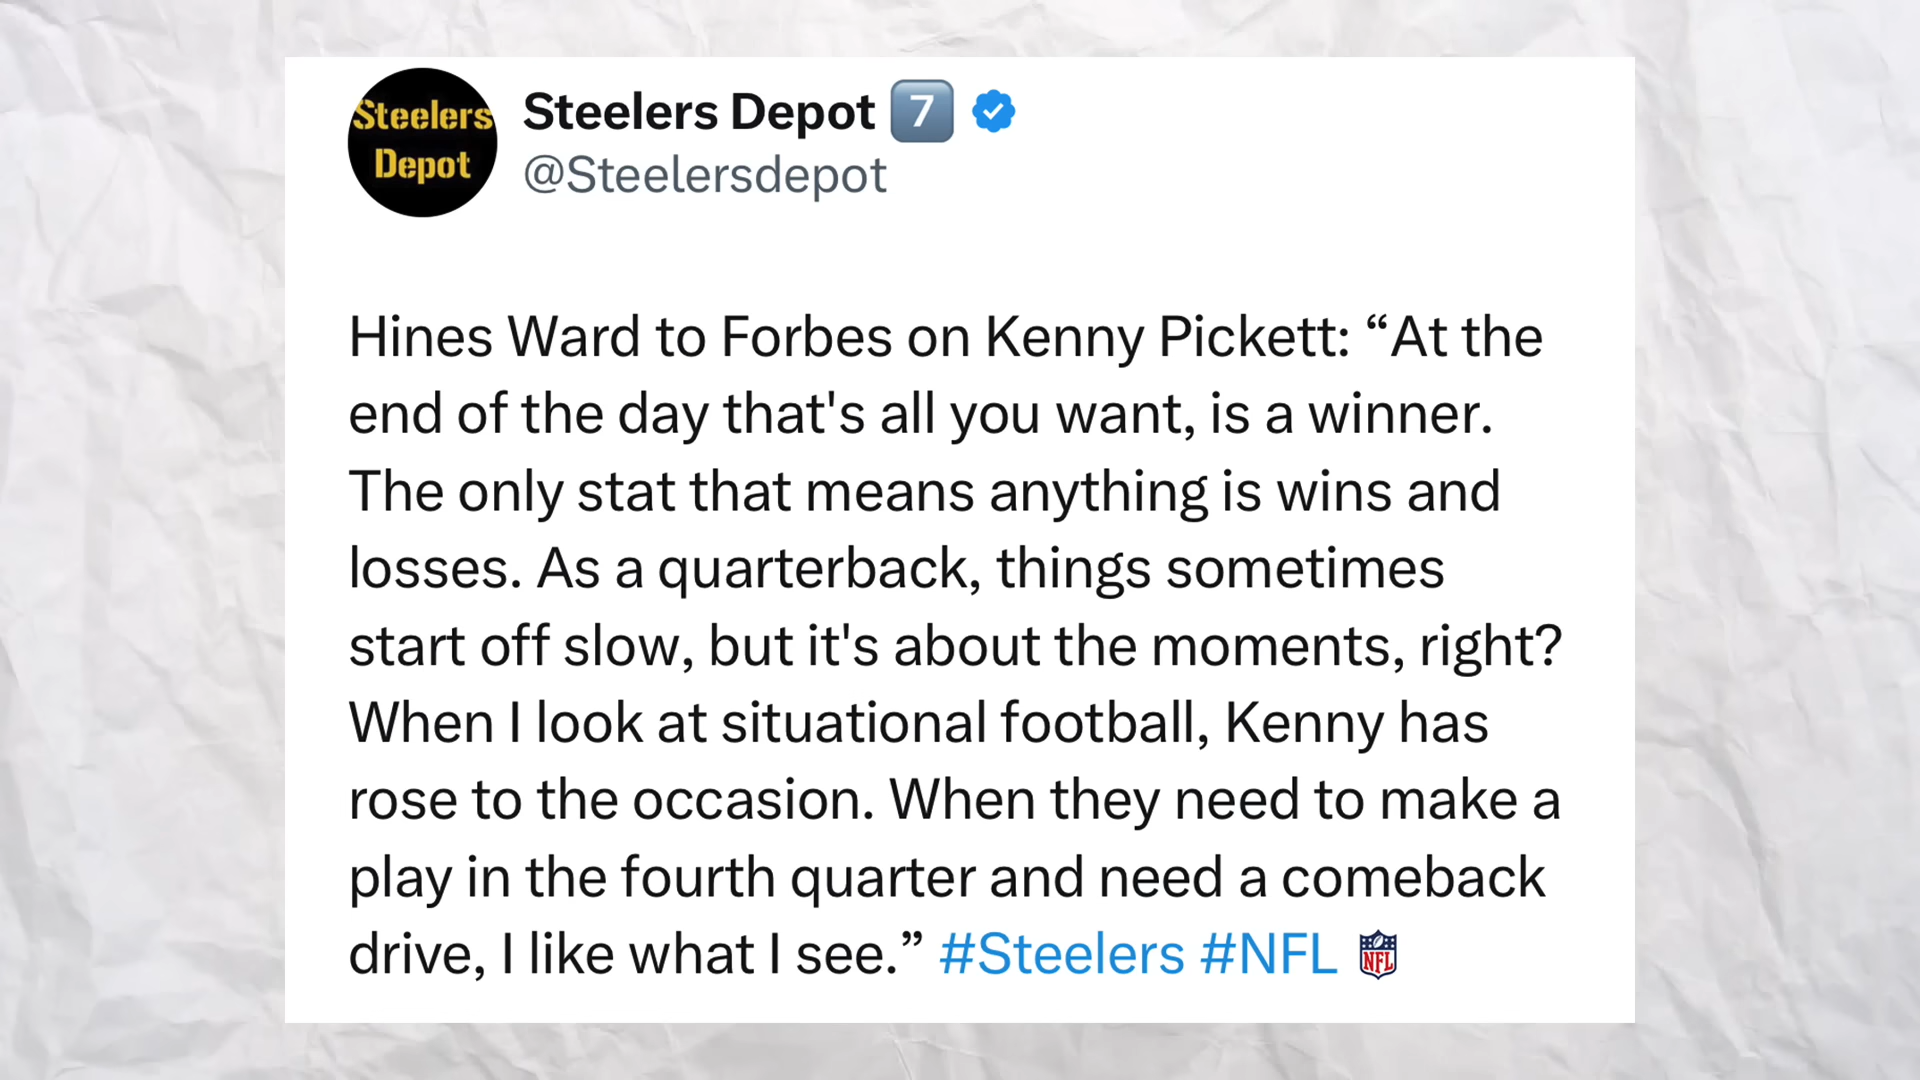 Steelers
Depot
Steelers Depot 7️⃣
@Steelersdepot
Hines Ward to Forbes on Kenny Pickett: “At the
end of the day that's all you want, is a winner.
The only stat that means anything is wins and
losses. As a quarterback, things sometimes
start off slow, but it's about the moments, right?
When I look at situational football, Kenny has
rose to the occasion. When they need to make a
play in the fourth quarter and need a comeback
drive, I like what I see.” #Steelers #NFL NFL